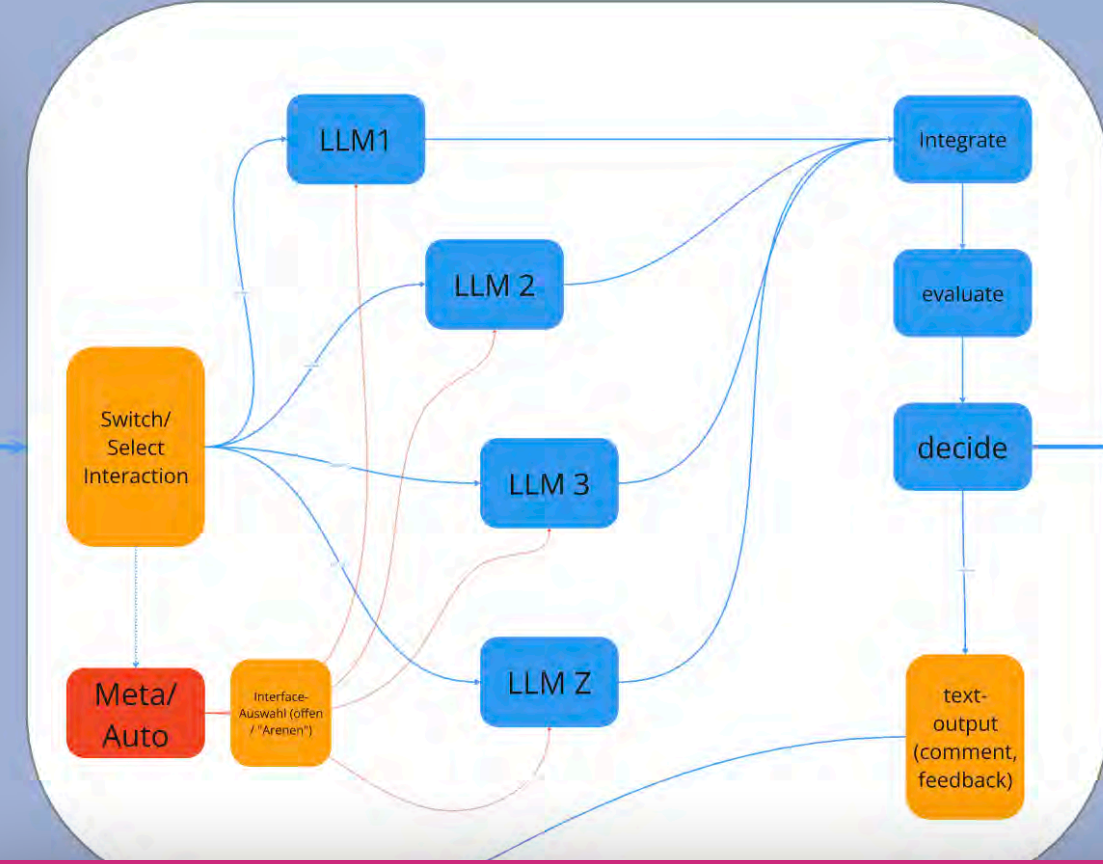 LLM1
Integrate
LLM 2
evaluate
Switch/
Select
Interaction
decide
LLM 3
Meta/
Auto
Interface-
Auswahl (offen
/ "Arenen")
LLM Z
text-
output
(comment,
feedback)